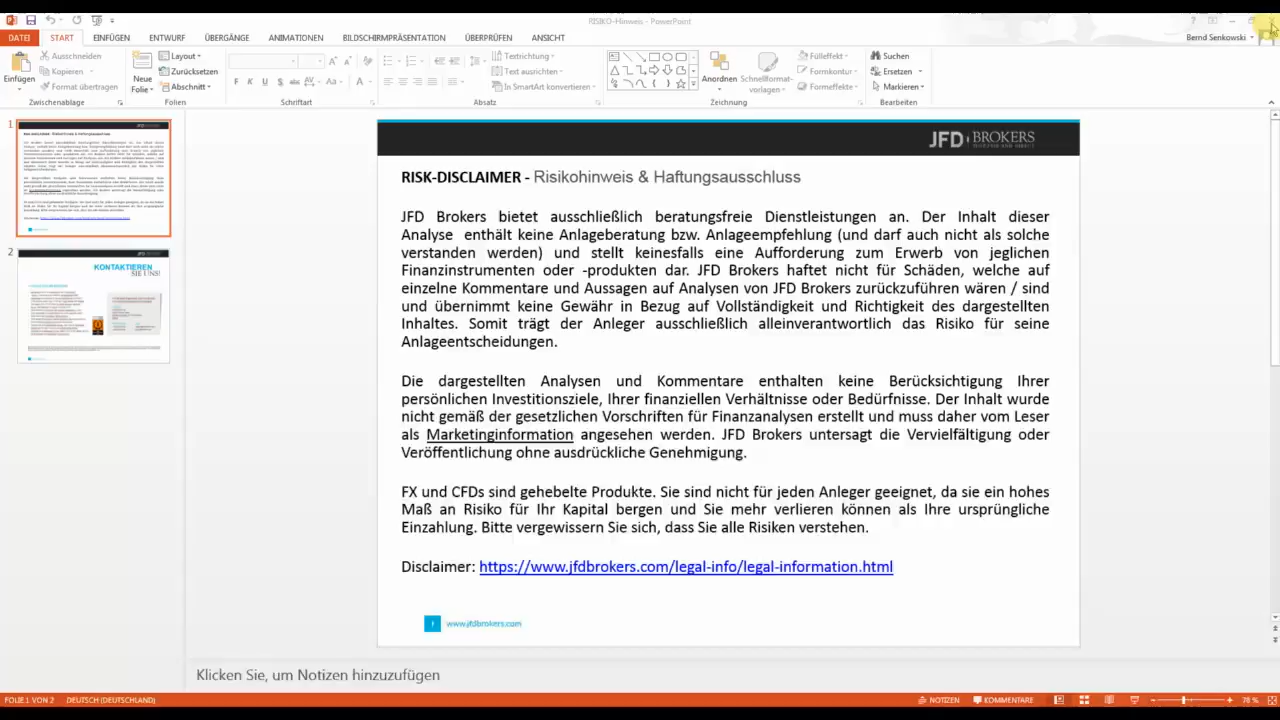 RISIKO-Hinweis - PowerPoint
DATEI START EINFÜGEN ENTWURF ÜBERGÄNGE ANIMATIONEN BILDSCHIRMPRÄSENTATION ÜBERPRÜFEN ANSICHT
Bernd Senkowski
Einfügen
Ausschneiden
Kopieren
Format übertragen
Zwischenablage
Neue
Folie
Layout
Zurücksetzen
Abschnitt
Folien
F K U S abc AV Aa A
Schriftart
Textrichtung
Text ausrichten
In SmartArt konvertieren
Absatz
Anordnen
Schnellformat-
vorlagen
Fülleffekt
Formkontur
Formeffekte
Zeichnung
Suchen
Ersetzen
Markieren
Bearbeiten
1
2
KONTAKTIEREN
SIE UNS!
JFD BROKERS
RISK-DISCLAIMER - Risikohinweis & Haftungsausschluss
JFD Brokers bietet ausschließlich beratungsfreie Dienstleistungen an. Der Inhalt dieser
Analyse enthält keine Anlageberatung bzw. Anlageempfehlung (und darf auch nicht als solche
verstanden werden) und stellt keinesfalls eine Aufforderung zum Erwerb von jeglichen
Finanzinstrumenten oder -produkten dar. JFD Brokers haftet nicht für Schäden, welche auf
einzelne Kommentare und Aussagen auf Analysen von JFD Brokers zurückzuführen wären / sind
und übernimmt keine Gewähr in Bezug auf Vollständigkeit und Richtigkeit des dargestellten
Inhaltes. Somit trägt der Anleger ausschließlich alleinverantwortlich das Risiko für seine
Anlageentscheidungen.
Die dargestellten Analysen und Kommentare enthalten keine Berücksichtigung Ihrer
persönlichen Investitionsziele, Ihrer finanziellen Verhältnisse oder Bedürfnisse. Der Inhalt wurde
nicht gemäß der gesetzlichen Vorschriften für Finanzanalysen erstellt und muss daher vom Leser
als Marketinginformation angesehen werden. JFD Brokers untersagt die Vervielfältigung oder
Veröffentlichung ohne ausdrückliche Genehmigung.
FX und CFDs sind gehebelte Produkte. Sie sind nicht für jeden Anleger geeignet, da sie ein hohes
Maß an Risiko für Ihr Kapital bergen und Sie mehr verlieren können als Ihre ursprüngliche
Einzahlung. Bitte vergewissern Sie sich, dass Sie alle Risiken verstehen.
Disclaimer: https://www.jfdbrokers.com/legal-info/legal-information.html
www.jfdbrokers.com
Klicken Sie, um Notizen hinzuzufügen
FOLIE 1 VON 2 DEUTSCH (DEUTSCHLAND) NOTIZEN KOMMENTARE 78 %